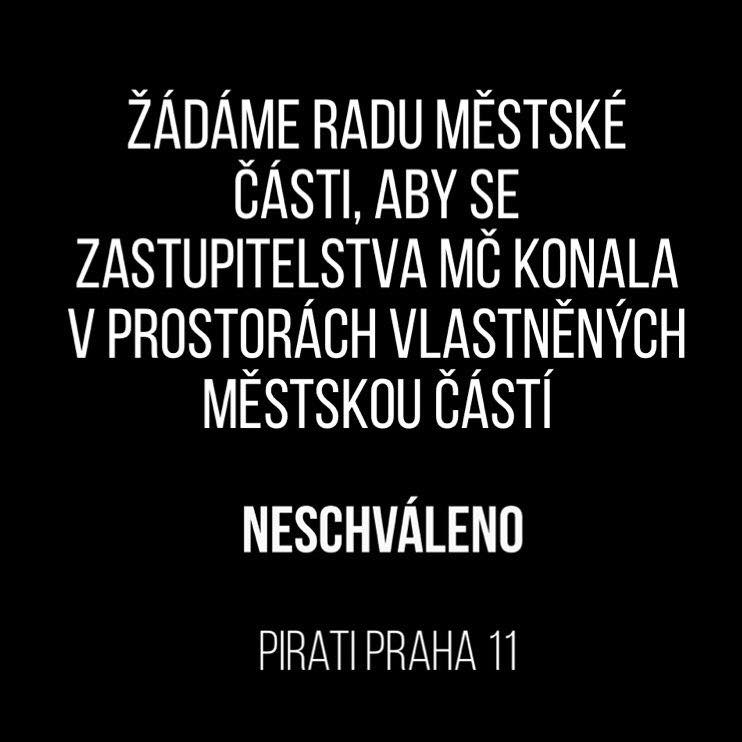 ŽÁDÁME RADU MĚSTSKÉ
ČÁSTI, ABY SE
ZASTUPITELSTVA MČ KONALA
V PROSTORÁCH VLASTNĚNÝCH
MĚSTSKOU ČÁSTÍ
NESCHVÁLENO
PIRATI PRAHA 11